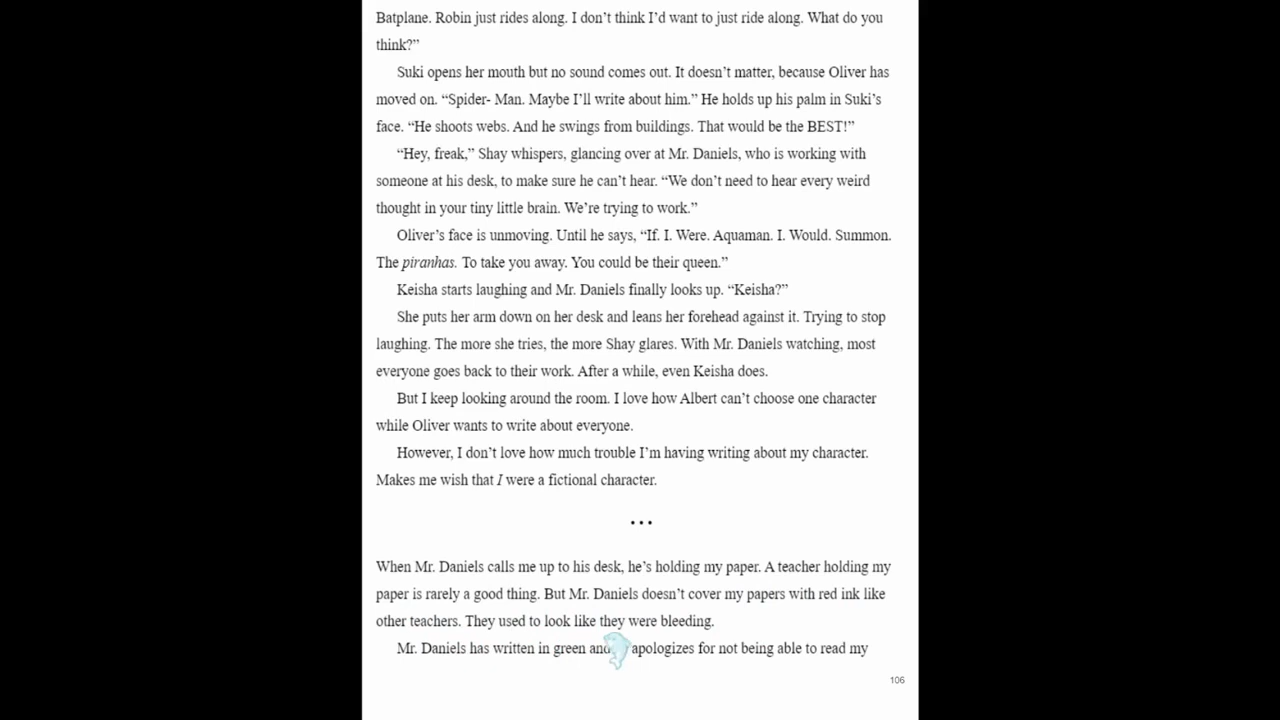 Batplane. Robin just rides along. I don’t think I’d want to just ride along. What do you
think?”
Suki opens her mouth but no sound comes out. It doesn’t matter, because Oliver has
moved on. “Spider- Man. Maybe I’ll write about him.” He holds up his palm in Suki’s
face. “He shoots webs. And he swings from buildings. That would be the BEST!”
“Hey, freak,” Shay whispers, glancing over at Mr. Daniels, who is working with
someone at his desk, to make sure he can’t hear. “We don’t need to hear every weird
thought in your tiny little brain. We’re trying to work.”
Oliver’s face is unmoving. Until he says, “If. I. Were. Aquaman. I. Would. Summon.
The piranhas. To take you away. You could be their queen.”
Keisha starts laughing and Mr. Daniels finally looks up. “Keisha?”
She puts her arm down on her desk and leans her forehead against it. Trying to stop
laughing. The more she tries, the more Shay glares. With Mr. Daniels watching, most
everyone goes back to their work. After a while, even Keisha does.
But I keep looking around the room. I love how Albert can’t choose one character
while Oliver wants to write about everyone.
However, I don’t love how much trouble I’m having writing about my character.
Makes me wish that I were a fictional character.
•••
When Mr. Daniels calls me up to his desk, he’s holding my paper. A teacher holding my
paper is rarely a good thing. But Mr. Daniels doesn’t cover my papers with red ink like
other teachers. They used to look like they were bleeding.
Mr. Daniels has written in green and apologizes for not being able to read my
106